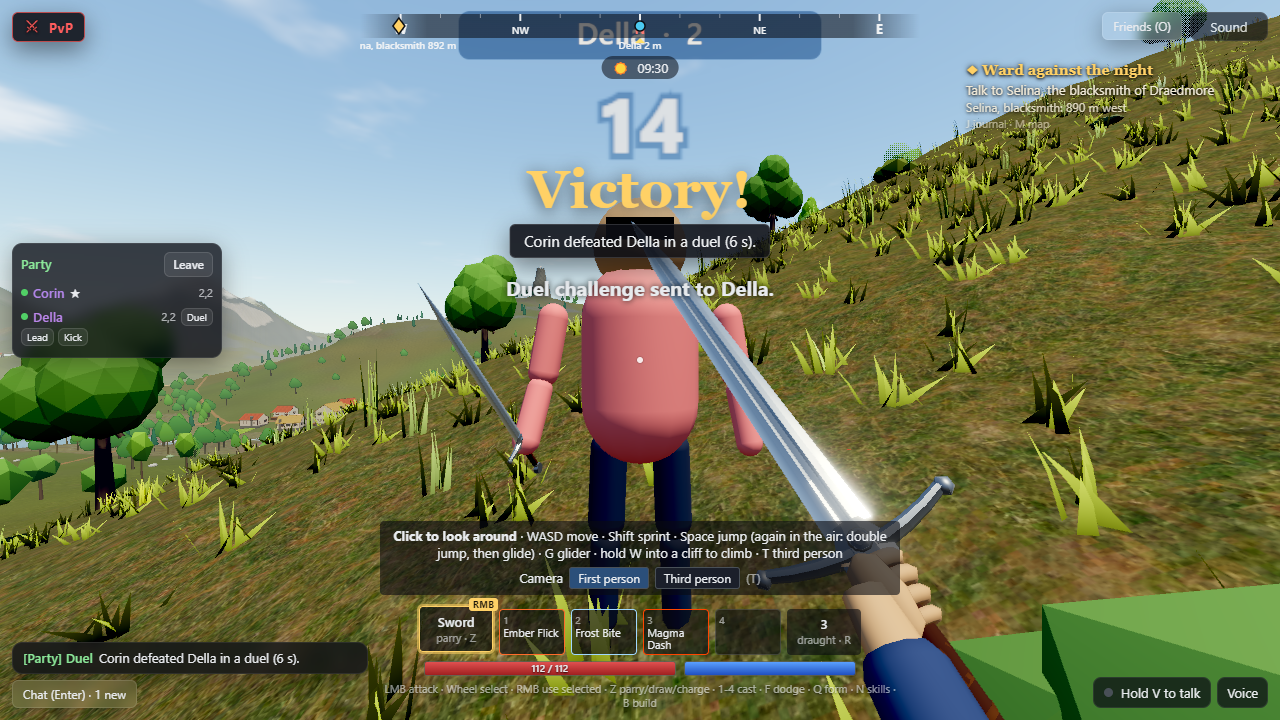 PvP
NW
NE
E
na, blacksmith 892 m
Della · 2
Della 2 m
09:30
Friends (O)
Sound
Ward against the night
Talk to Selina, the blacksmith of Draedmore
Selina, blacksmith: 890 m west
J journal · M map
14
Victory!
Corin defeated Della in a duel (6 s).
Duel challenge sent to Della.
Party
Leave
Corin ★
2,2
Della
2,2
Duel
Lead
Kick
Click to look around · WASD move · Shift sprint · Space jump (again in the air: double
jump, then glide) · G glider · hold W into a cliff to climb · T third person
Camera
First person
Third person
(T)
RMB
Sword
parry · Z
1
Ember Flick
2
Frost Bite
3
Magma
Dash
4
3
draught · R
112 / 112
LMB attack · Wheel select · RMB use selected · Z parry/draw/charge · 1-4 cast · F dodge · Q form · N skills ·
B build
[Party] Duel Corin defeated Della in a duel (6 s).
Chat (Enter) · 1 new
Hold V to talk
Voice